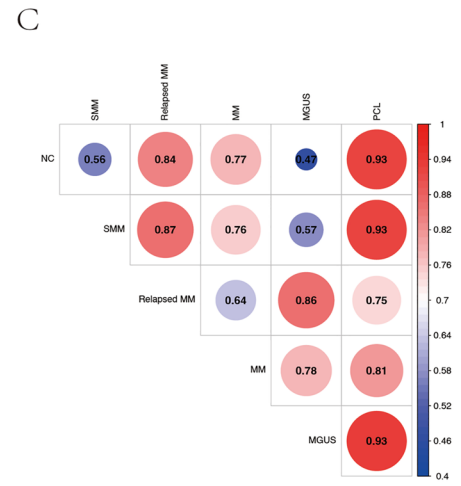 C
SMM Relapsed MM MM MGUS PCL
NC 0.56 0.84 0.77 0.47 0.93
SMM 0.87 0.76 0.57 0.93
Relapsed MM 0.64 0.86 0.75
MM 0.78 0.81
MGUS 0.93
1
0.94
0.88
0.82
0.76
0.7
0.64
0.58
0.52
0.46
0.4